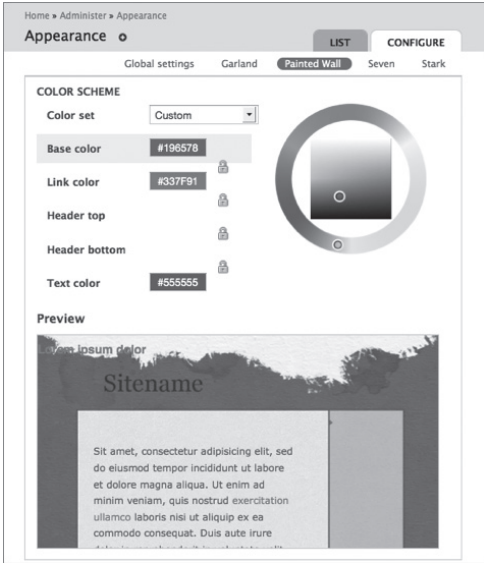 Home » Administer » Appearance
Appearance
LIST
CONFIGURE
Global settings Garland Painted Wall Seven Stark
COLOR SCHEME
Color set Custom
Base color #196578
Link color #337F91
Header top
Header bottom
Text color #555555
Preview
Lorem ipsum dolor
Sitename
Sit amet, consectetur adipisicing elit, sed
do eiusmod tempor incididunt ut labore
et dolore magna aliqua. Ut enim ad
minim veniam, quis nostrud exercitation
ullamco laboris nisi ut aliquip ex ea
commodo consequat. Duis aute irure